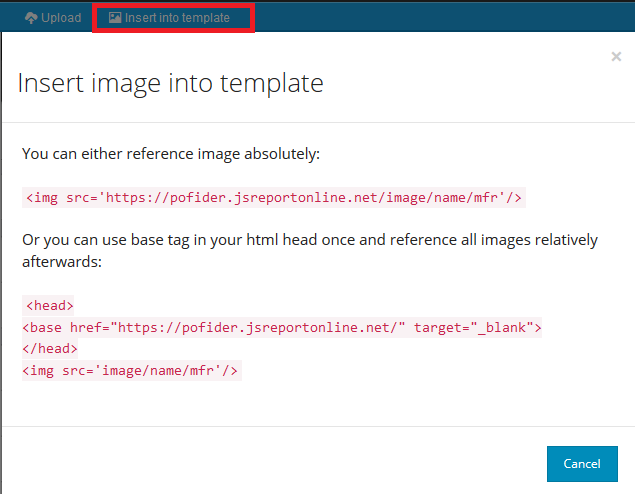 Upload Insert into template
×
Insert image into template
You can either reference image absolutely:
<img src='https://pofider.jsreportonline.net/image/name/mfr'/>
Or you can use base tag in your html head once and reference all images relatively
afterwards:
<head>
<base href="https://pofider.jsreportonline.net/" target="_blank">
</head>
<img src='image/name/mfr'/>
Cancel